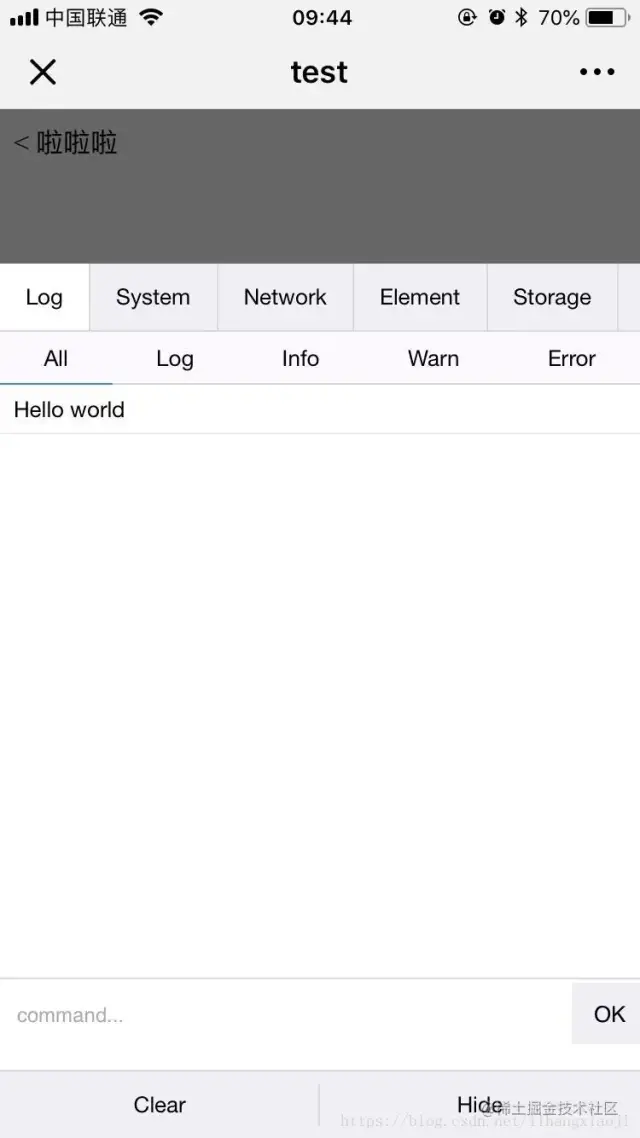 中国联通 09:44 70%
test
< 啦啦啦
Log System Network Element Storage
All Log Info Warn Error
Hello world
command... OK
Clear Hide
@稀土掘金技术社区
https://blog.csdn.net/lihangxiaoji